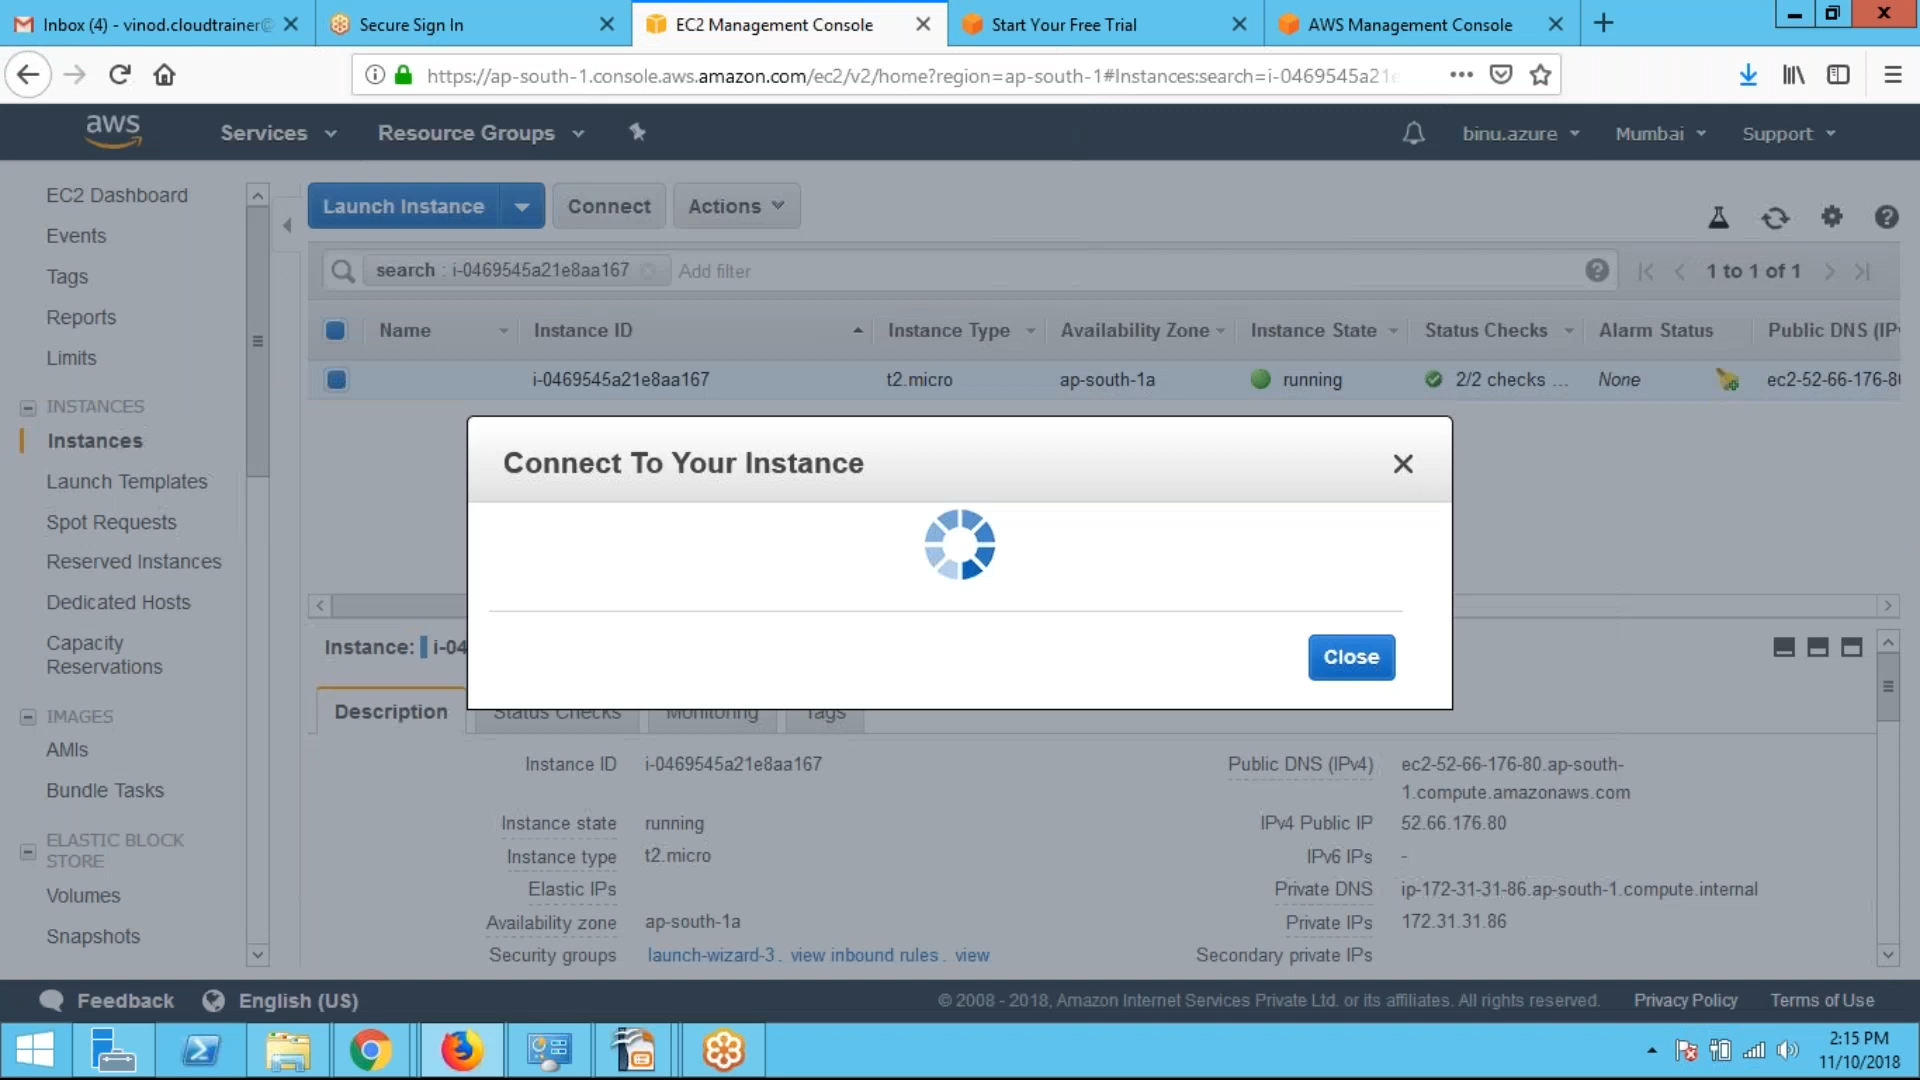 Inbox (4) - vinod.cloudtrainer@
Secure Sign In
EC2 Management Console
Start Your Free Trial
AWS Management Console
https://ap-south-1.console.aws.amazon.com/ec2/v2/home?region=ap-south-1#Instances:search=i-0469545a21e
aws
Services
Resource Groups
binu.azure
Mumbai
Support
EC2 Dashboard
Events
Tags
Reports
Limits
INSTANCES
Instances
Launch Templates
Spot Requests
Reserved Instances
Dedicated Hosts
Capacity
Reservations
IMAGES
AMIs
Bundle Tasks
ELASTIC BLOCK
STORE
Volumes
Snapshots
Launch Instance
Connect
Actions
search : i-0469545a21e8aa167
Add filter
1 to 1 of 1
Name
Instance ID
Instance Type
Availability Zone
Instance State
Status Checks
Alarm Status
Public DNS (IP
i-0469545a21e8aa167
t2.micro
ap-south-1a
running
2/2 checks ...
None
ec2-52-66-176-8
Connect To Your Instance
Close
Instance: i-04
Description
Status Checks
Monitoring
Tags
Instance ID i-0469545a21e8aa167
Instance state running
Instance type t2.micro
Elastic IPs
Availability zone ap-south-1a
Security groups launch-wizard-3 . view inbound rules . view
Public DNS (IPv4) ec2-52-66-176-80.ap-south-
1.compute.amazonaws.com
IPv4 Public IP 52.66.176.80
IPv6 IPs -
Private DNS ip-172-31-31-86.ap-south-1.compute.internal
Private IPs 172.31.31.86
Secondary private IPs
Feedback
English (US)
© 2008 - 2018, Amazon Internet Services Private Ltd. or its affiliates. All rights reserved.
Privacy Policy
Terms of Use
2:15 PM
11/10/2018